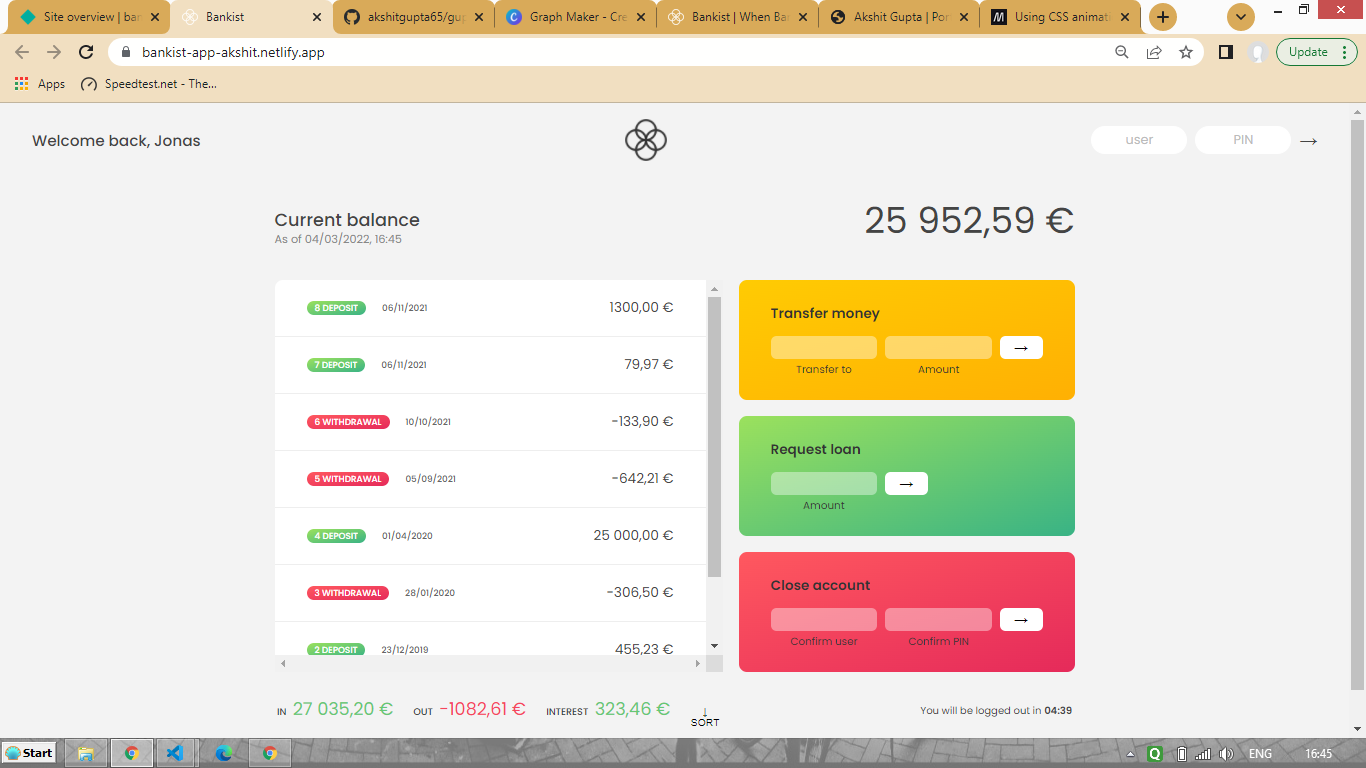 Site overview | ban
Bankist
akshitgupta65/gup
Graph Maker - Cre
Bankist | When Ban
Akshit Gupta | Por
Using CSS animati
bankist-app-akshit.netlify.app
Update
Apps
Speedtest.net - The...
Welcome back, Jonas
user
PIN
→
Current balance
As of 04/03/2022, 16:45
25 952,59 €
8 DEPOSIT 06/11/2021 1300,00 €
7 DEPOSIT 06/11/2021 79,97 €
6 WITHDRAWAL 10/10/2021 -133,90 €
5 WITHDRAWAL 05/09/2021 -642,21 €
4 DEPOSIT 01/04/2020 25 000,00 €
3 WITHDRAWAL 28/01/2020 -306,50 €
2 DEPOSIT 23/12/2019 455,23 €
Transfer money
→
Transfer to Amount
Request loan
→
Amount
Close account
→
Confirm user Confirm PIN
IN 27 035,20 € OUT -1082,61 € INTEREST 323,46 €
↓
SORT
You will be logged out in 04:39
Start
ENG
16:45